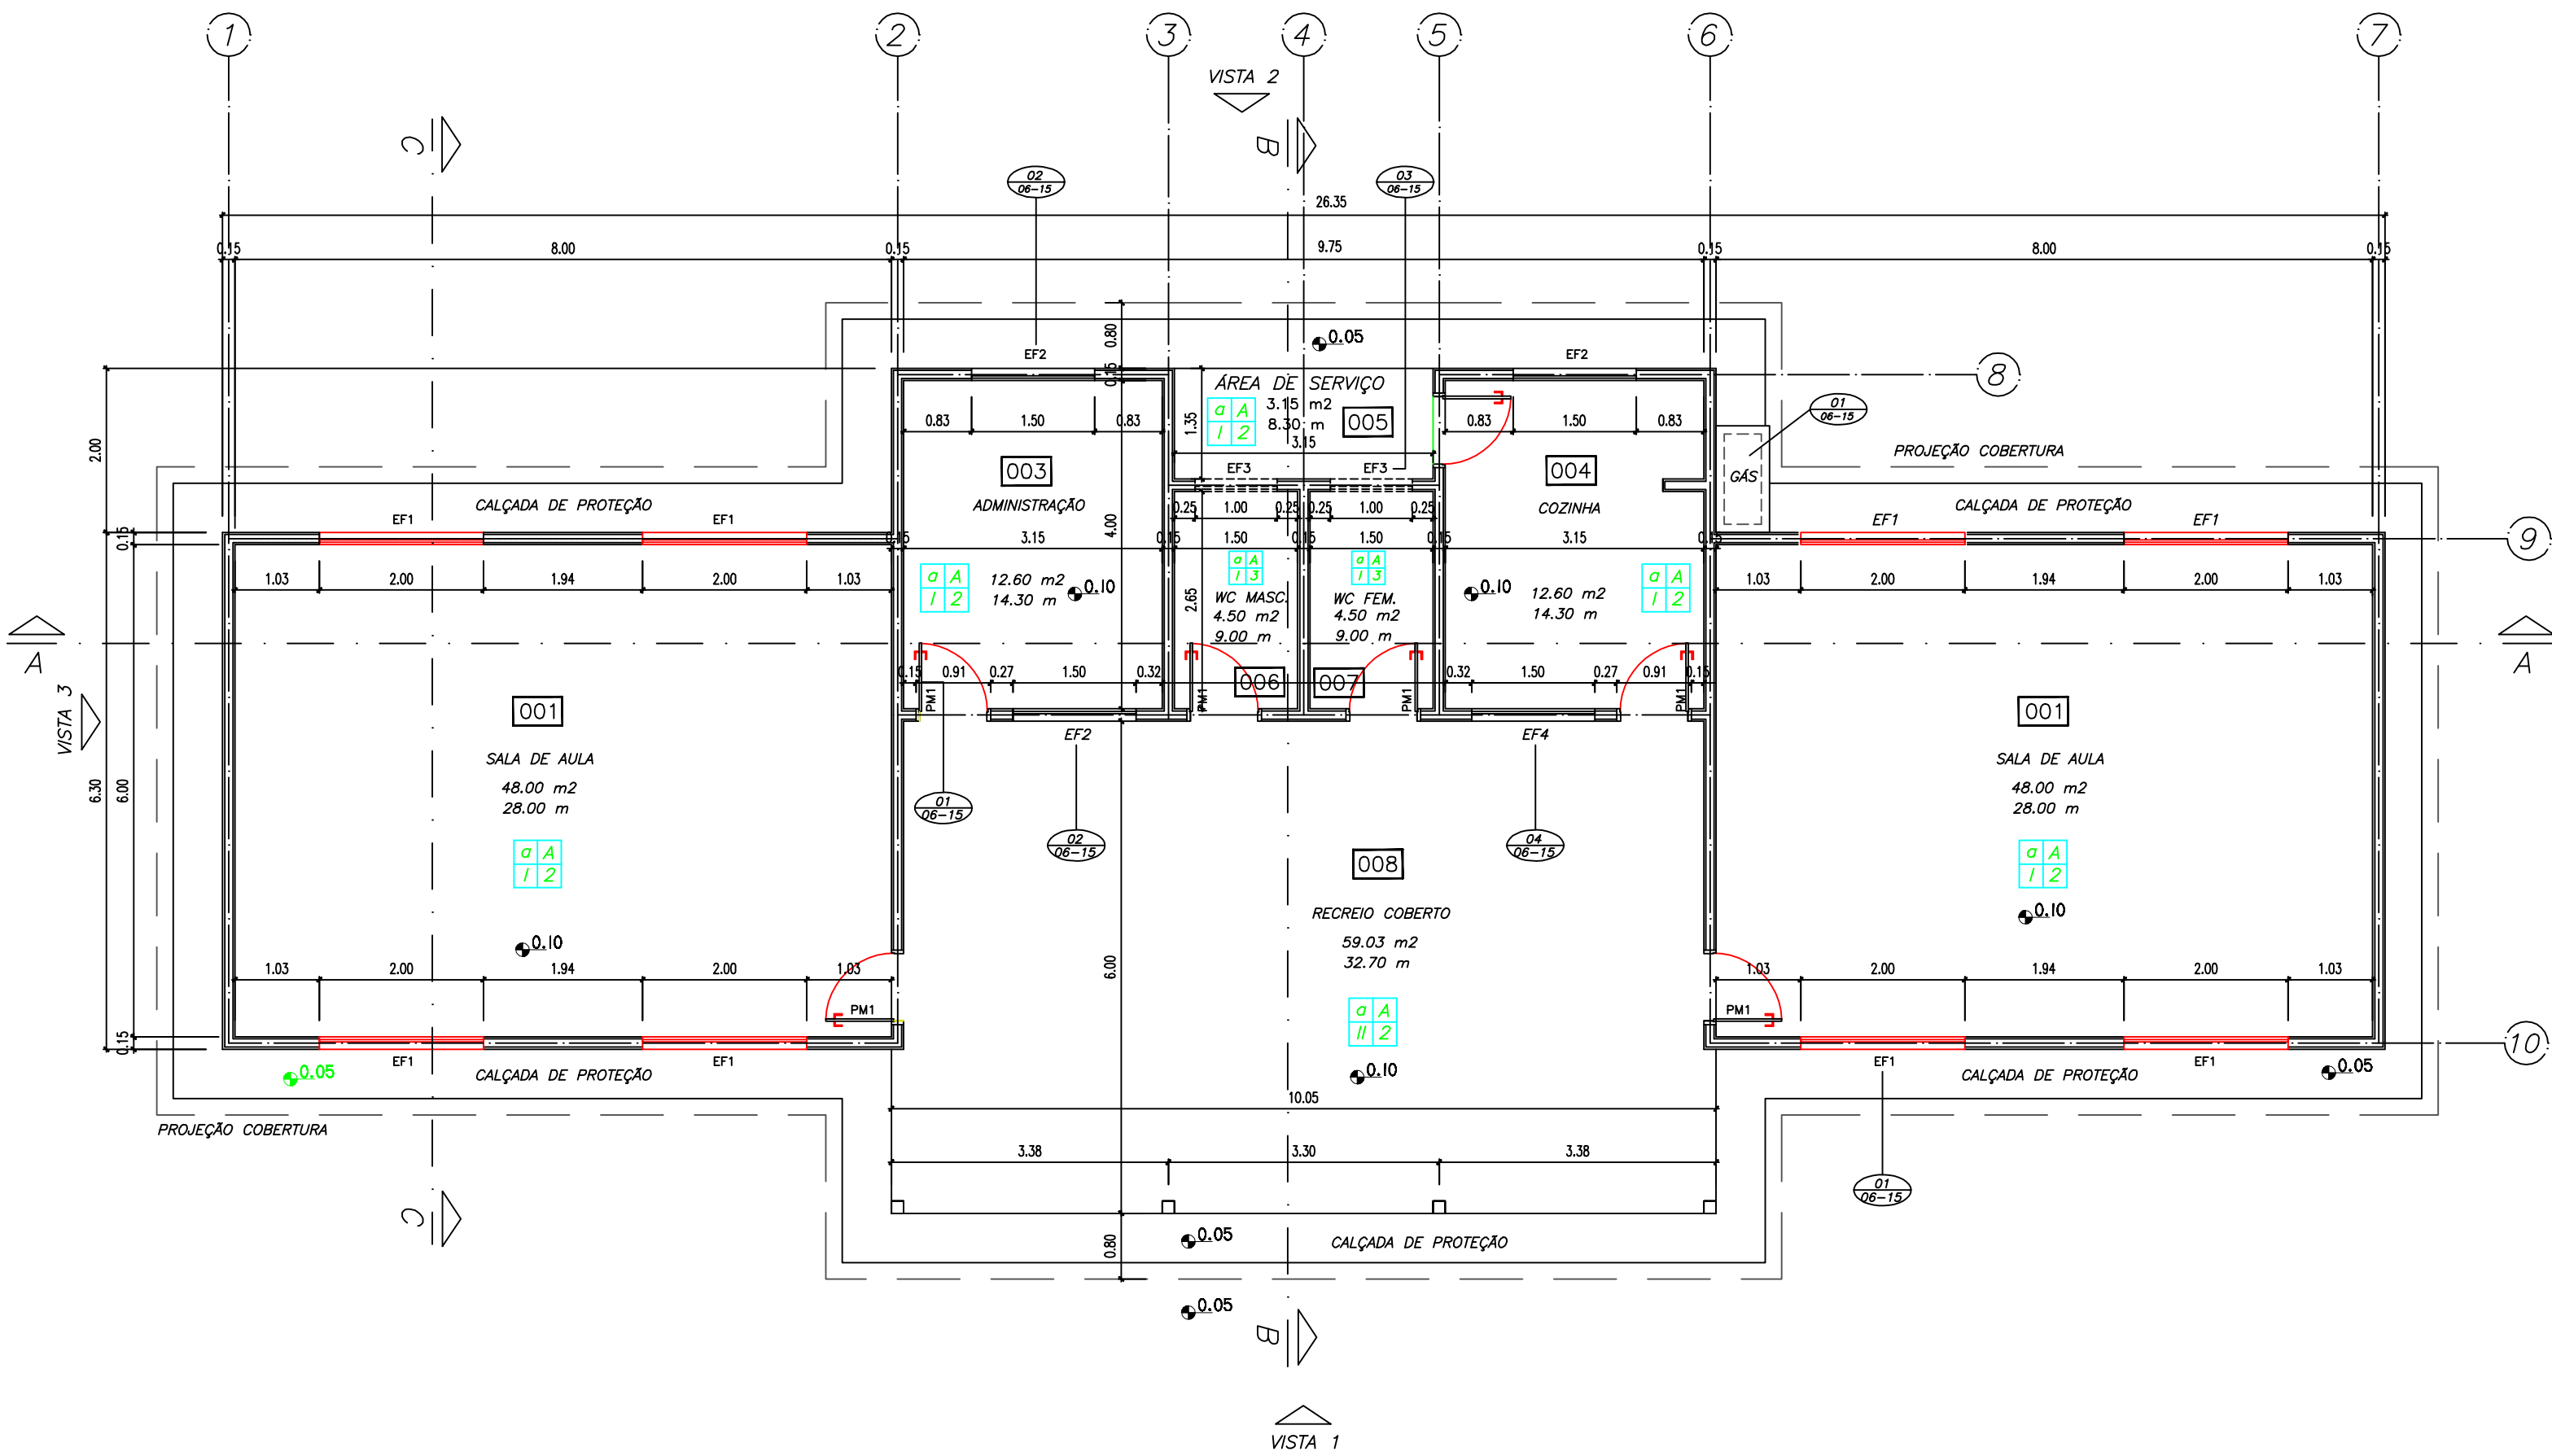 1
2
3
4
5
6
7
VISTA 2
C
B
02
06-15
03
06-15
26.35
0.15
8.00
0.15
9.75
0.15
8.00
0.15
0.05
0.80
EF2
EF2
8
0.15
ÁREA DE SERVIÇO
a A
3.15 m2
I 2
8.30 m
005
3.15
1.35
0.83
1.50
0.83
0.83
1.50
0.83
01
06-15
2.00
PROJEÇÃO COBERTURA
003
EF3
EF3
004
GÁS
CALÇADA DE PROTEÇÃO
ADMINISTRAÇÃO
COZINHA
CALÇADA DE PROTEÇÃO
EF1
EF1
0.25
1.00
0.25
0.25
1.00
0.25
EF1
EF1
4.00
0.15
0.15
3.15
0.15
1.50
0.15
1.50
0.15
3.15
0.15
9
1.03
2.00
1.94
2.00
1.03
a A
I 2
12.60 m2
14.30 m
0.10
2.65
a A
I 3
WC MASC.
4.50 m2
9.00 m
a A
I 3
WC FEM.
4.50 m2
9.00 m
0.10
12.60 m2
14.30 m
a A
I 2
1.03
2.00
1.94
2.00
1.03
A
A
0.15
0.91
0.27
1.50
0.32
006
007
0.32
1.50
0.27
0.91
0.15
PM1
PM1
PM1
PM1
VISTA 3
001
001
EF2
EF4
SALA DE AULA
48.00 m2
28.00 m
SALA DE AULA
48.00 m2
28.00 m
6.30
6.00
01
06-15
02
06-15
04
06-15
a A
I 2
008
a A
I 2
RECREIO COBERTO
59.03 m2
32.70 m
0.10
0.10
6.00
1.03
2.00
1.94
2.00
1.03
1.03
2.00
1.94
2.00
1.03
PM1
a A
II 2
PM1
0.15
10
EF1
EF1
EF1
EF1
0.05
CALÇADA DE PROTEÇÃO
0.10
CALÇADA DE PROTEÇÃO
0.05
10.05
PROJEÇÃO COBERTURA
3.38
3.30
3.38
01
06-15
C
0.80
0.05
CALÇADA DE PROTEÇÃO
0.05
B
VISTA 1